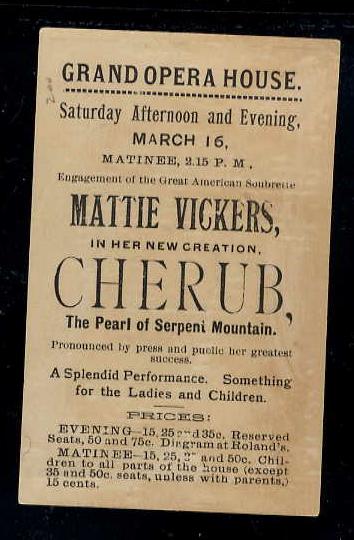 GRAND OPERA HOUSE.
Saturday Afternoon and Evening,
MARCH 16,
MATINEE, 2.15 P. M.
Engagement of the Great American Soubrette
MATTIE VICKERS,
IN HER NEW CREATION,
CHERUB,
The Pearl of Serpent Mountain.
Pronounced by press and public her greatest
success.
A Splendid Performance. Something
for the Ladies and Children.
PRICES:
EVENING—15, 25 and 35c. Reserved
Seats, 50 and 75c. Diagram at Roland's.
MATINEE—15, 25, and 50c. Chil-
dren to all parts of the house (except
35 and 50c. seats, unless with parents,)
15 cents.